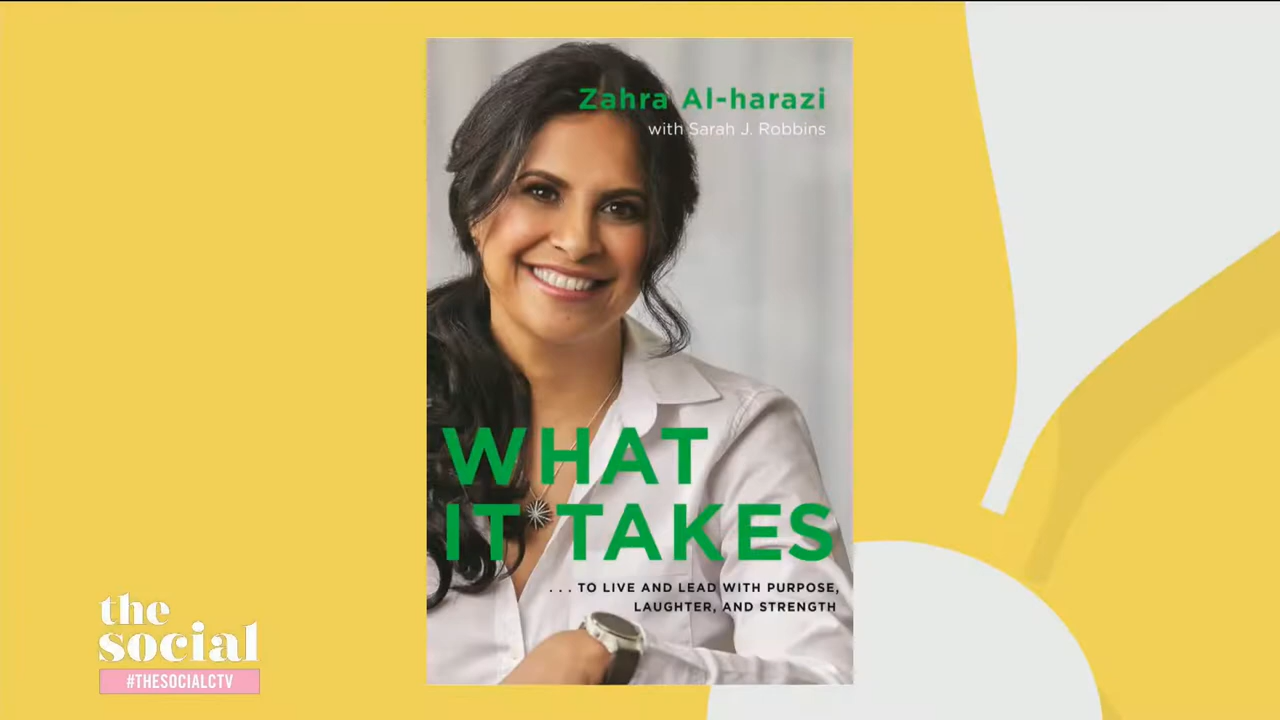 Zahra Al-harazi
with Sarah J. Robbins
WHAT
IT TAKES
. . . TO LIVE AND LEAD WITH PURPOSE,
LAUGHTER, AND STRENGTH
the
social
#THESOCIALCTV